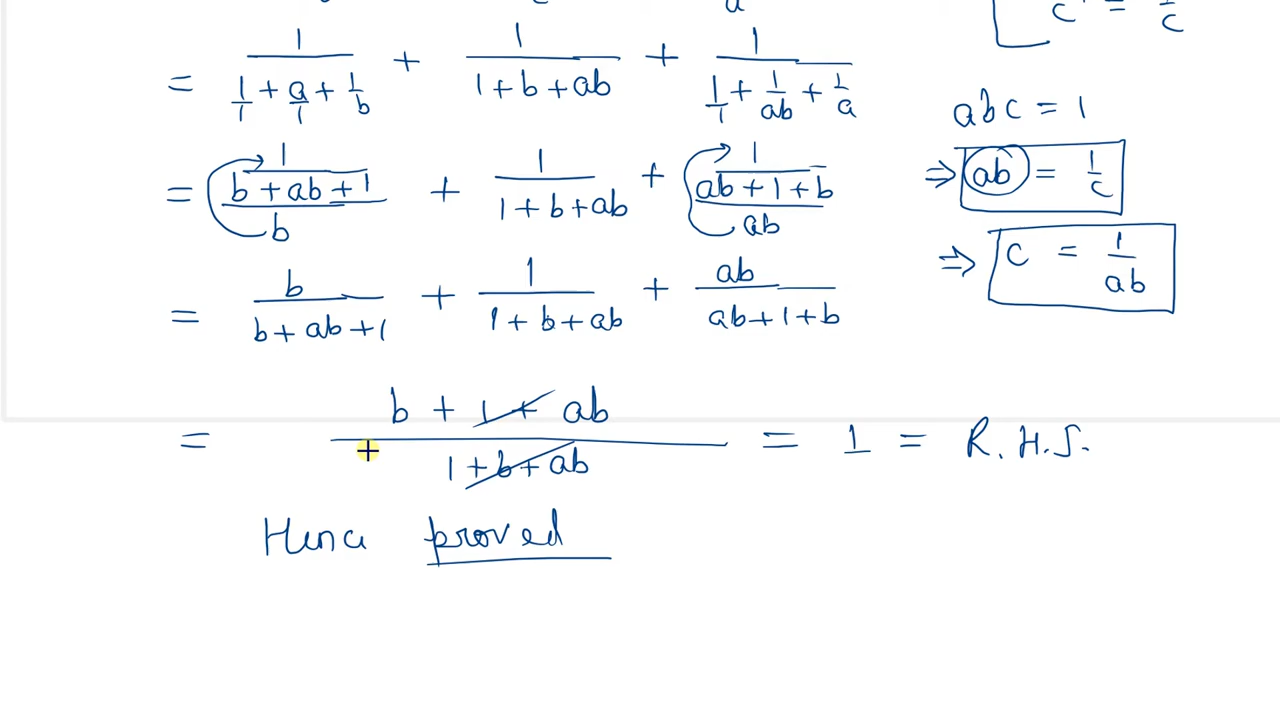 = 1/(1/1 + a/1 + 1/b) + 1/(1+b+ab) + 1/(1/1 + 1/ab + 1/a)
abc = 1
= 1/((b+ab+1)/b) + 1/(1+b+ab) + 1/((ab+1+b)/ab)
⇒ ab = 1/c
⇒ c = 1/ab
= b/(b+ab+1) + 1/(1+b+ab) + ab/(ab+1+b)
= (b + 1 + ab)/(1+b+ab) = 1 = R.H.S.
Hence proved